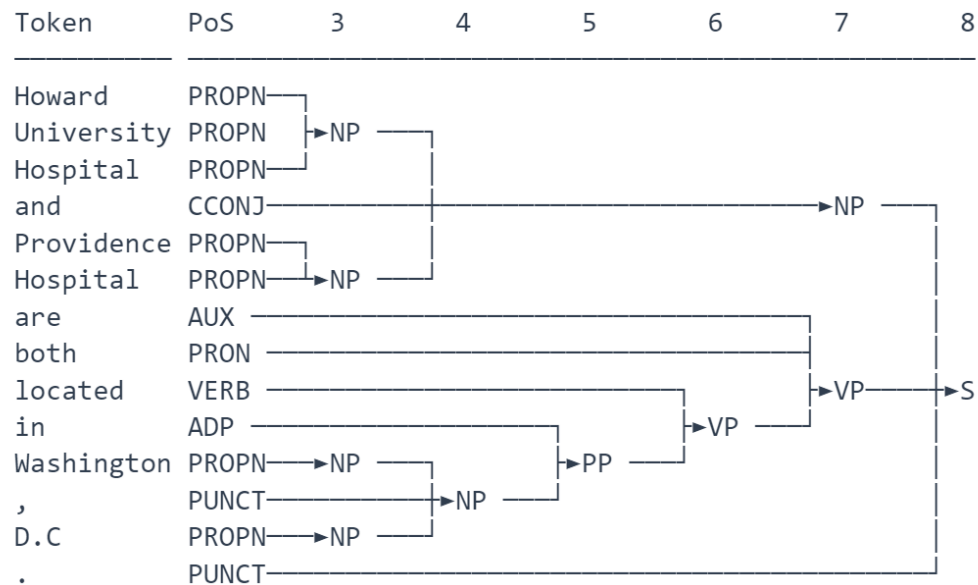 Token PoS 3 4 5 6 7 8
Howard PROPN
University PROPN NP
Hospital PROPN
and CCONJ NP
Providence PROPN
Hospital PROPN NP
are AUX
both PRON
located VERB VP S
in ADP VP
Washington PROPN NP PP
, PUNCT NP
D.C PROPN NP
. PUNCT